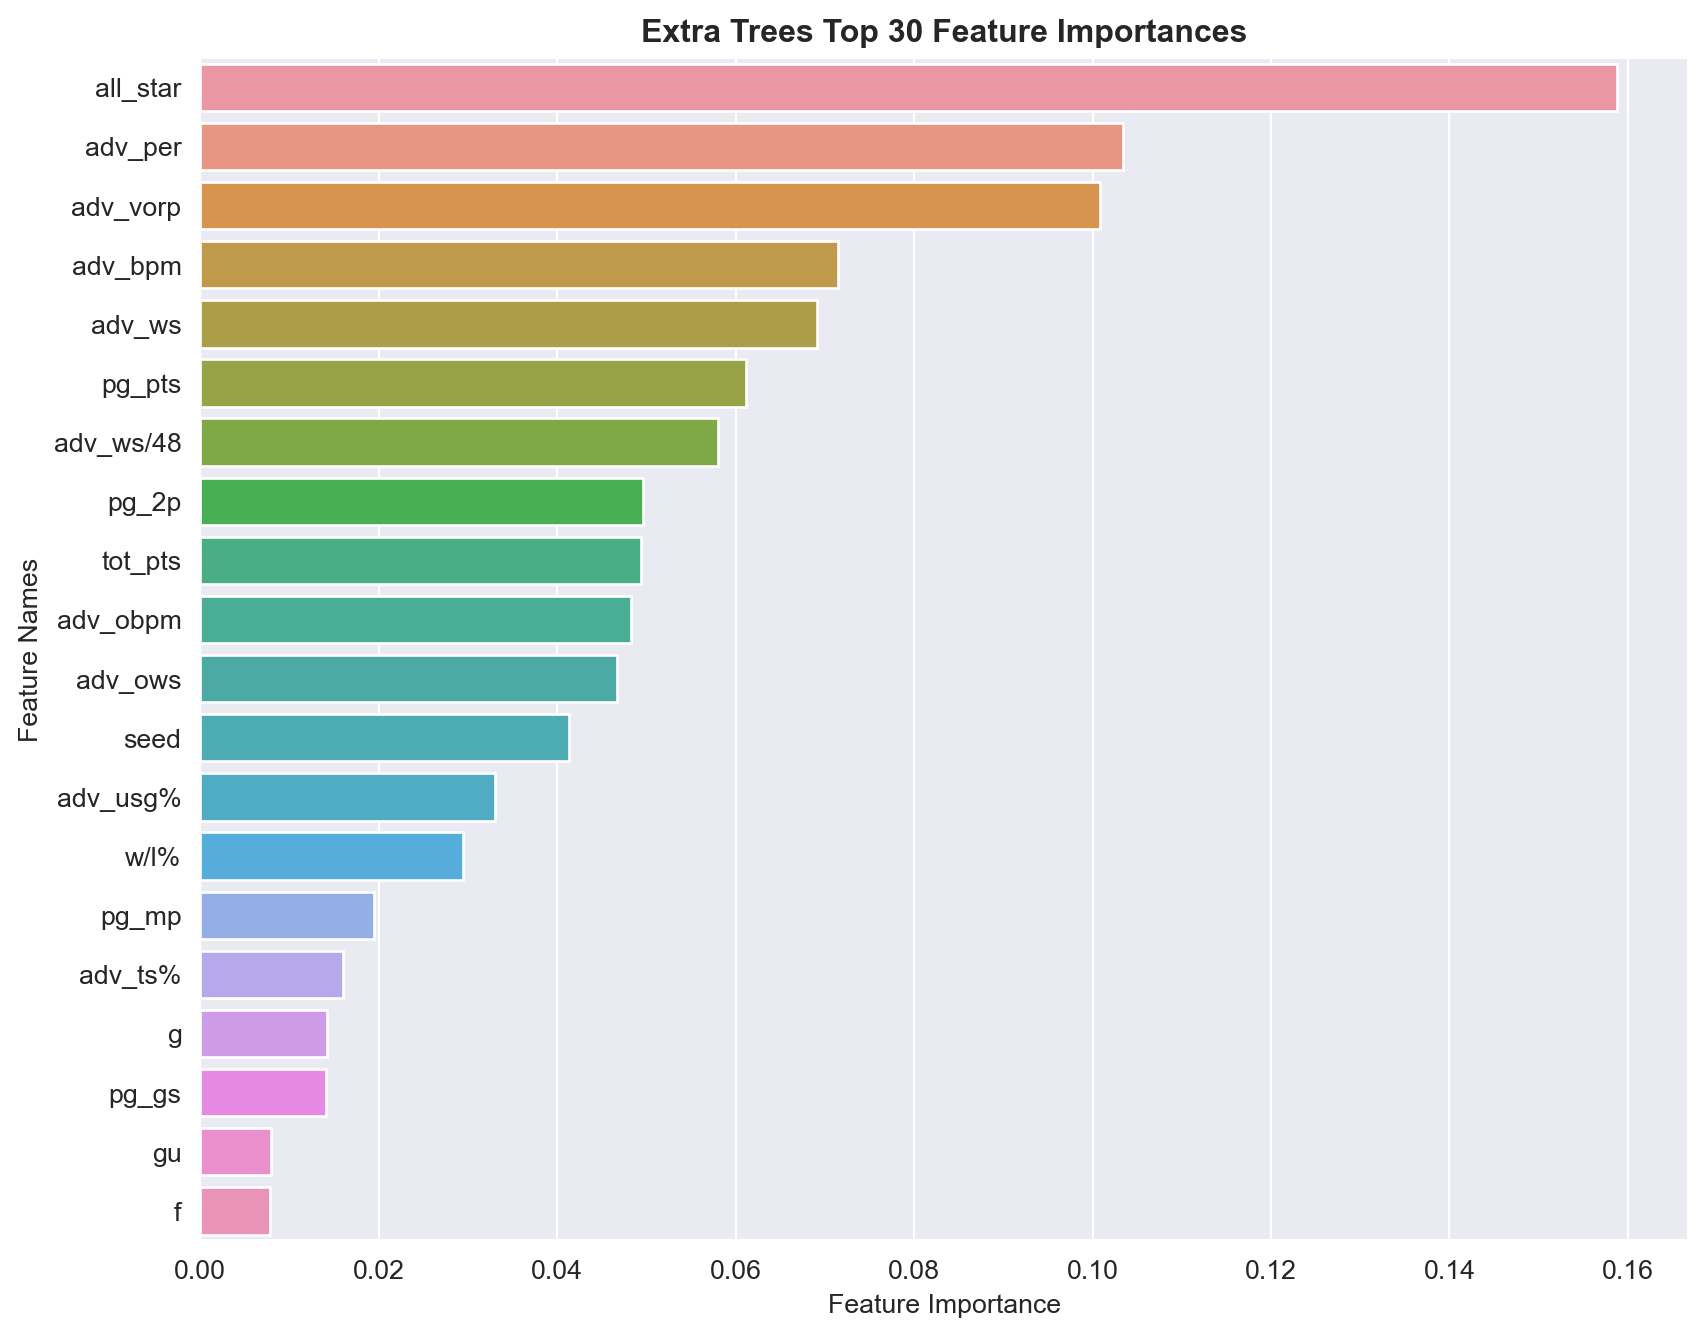 Extra Trees Top 30 Feature Importances
all_star
adv_per
adv_vorp
adv_bpm
adv_ws
pg_pts
adv_ws/48
pg_2p
tot_pts
adv_obpm
adv_ows
seed
adv_usg%
w/l%
pg_mp
adv_ts%
g
pg_gs
gu
f
Feature Names
0.00 0.02 0.04 0.06 0.08 0.10 0.12 0.14 0.16
Feature Importance